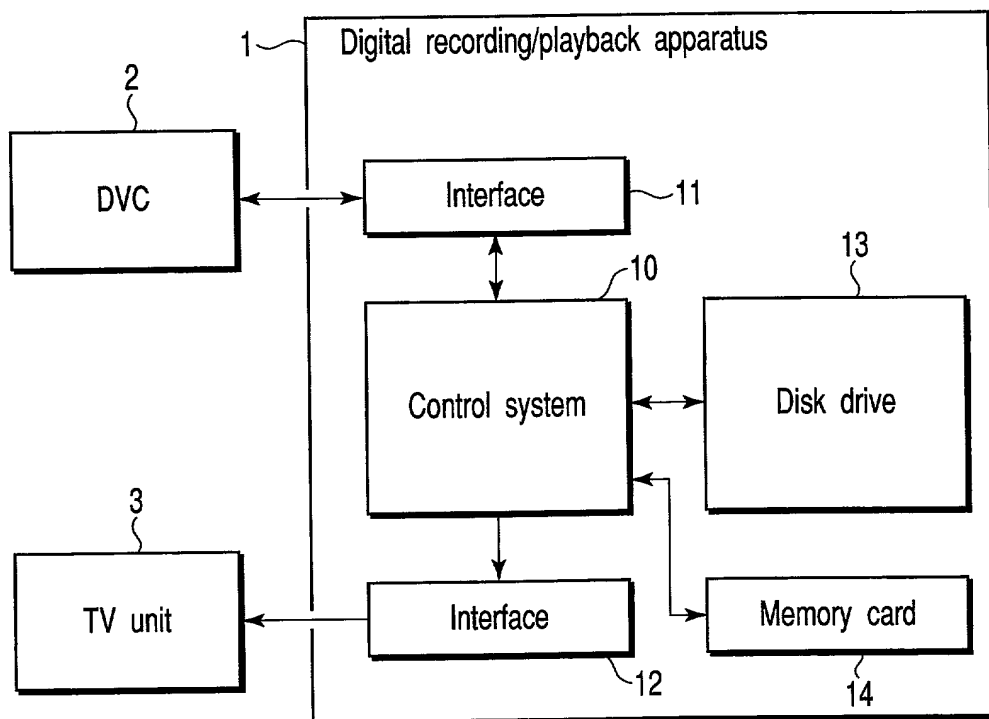 1
Digital recording/playback apparatus
2
DVC
Interface
11
10
13
Control system
Disk drive
3
TV unit
Interface
12
Memory card
14